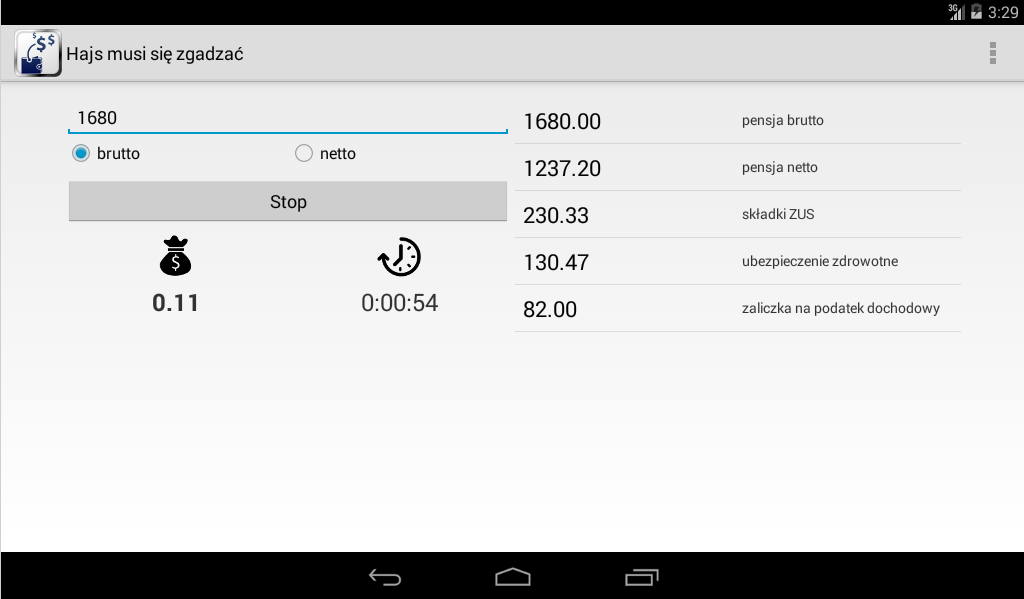 3G 3:29
Hajs musi się zgadzać
1680
brutto netto
Stop
0.11 0:00:54
1680.00 pensja brutto
1237.20 pensja netto
230.33 składki ZUS
130.47 ubezpieczenie zdrowotne
82.00 zaliczka na podatek dochodowy